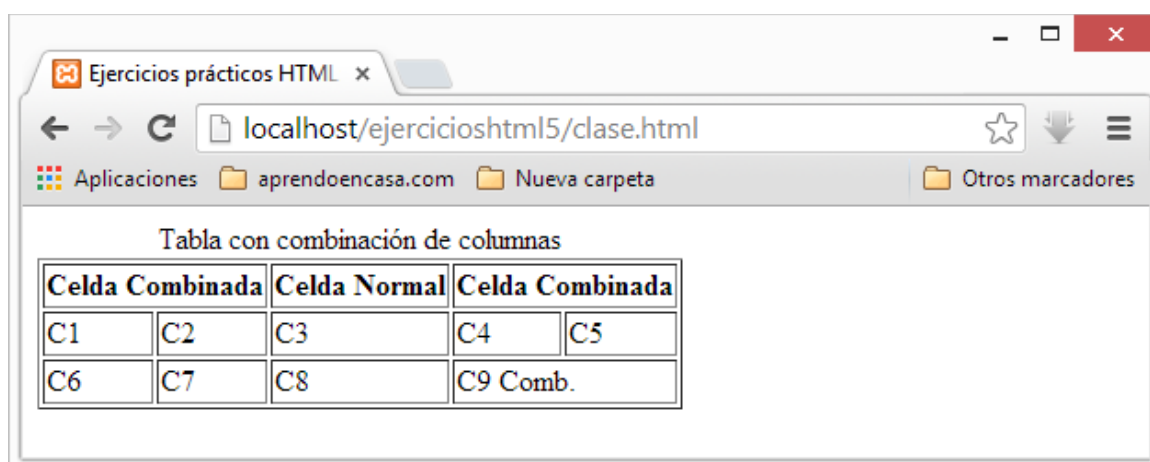 Ejercicios prácticos HTML
localhost/ejercicioshtml5/clase.html
Aplicaciones aprendoencasa.com Nueva carpeta Otros marcadores
Tabla con combinación de columnas
Celda Combinada Celda Normal Celda Combinada
C1 C2 C3 C4 C5
C6 C7 C8 C9 Comb.